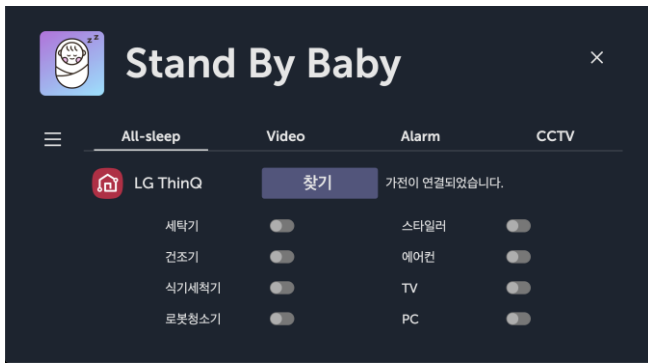 z z
Stand By Baby
All-sleep Video Alarm CCTV
LG ThinQ 찾기 가전이 연결되었습니다.
세탁기 스타일러
건조기 에어컨
식기세척기 TV
로봇청소기 PC